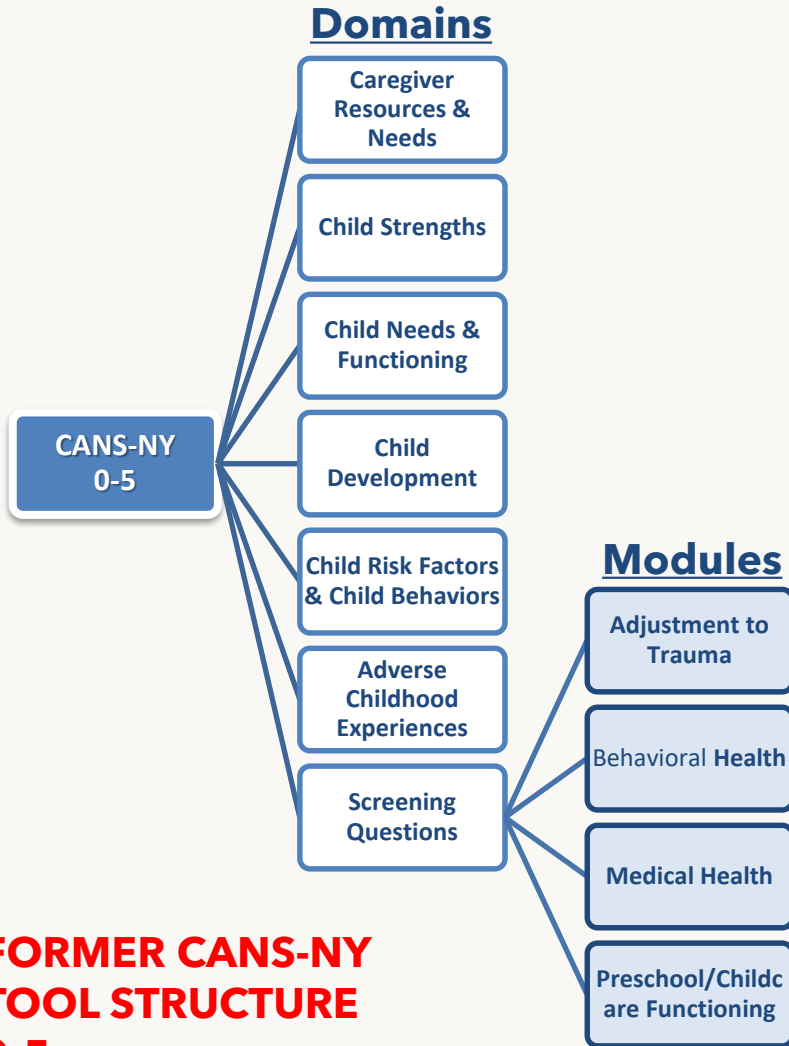 Domains
Caregiver
Resources &
Needs
Child Strengths
Child Needs &
Functioning
CANS-NY
0-5
Child
Development
Child Risk Factors
& Child Behaviors
Adverse
Childhood
Experiences
Screening
Questions
Modules
Adjustment to
Trauma
Behavioral Health
Medical Health
Preschool/Childc
are Functioning
FORMER CANS-NY
TOOL STRUCTURE